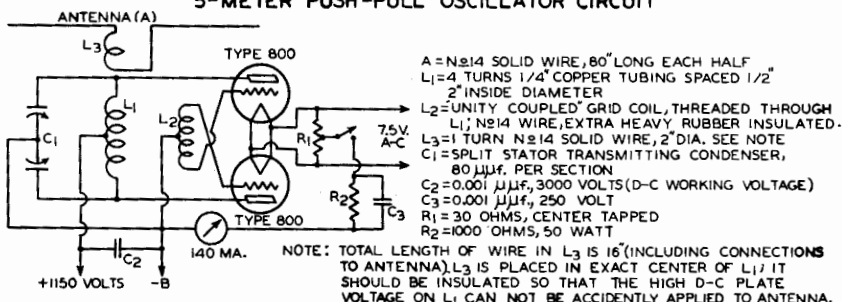 5-METER PUSH-PULL OSCILLATOR CIRCUIT
ANTENNA (A)
L3
TYPE 800
L1
L2
C1
R1
7.5V.
A-C
R2
C3
TYPE 800
140 MA.
C2
+1150 VOLTS
-B
A = No14 SOLID WIRE, 80" LONG EACH HALF
L1=4 TURNS 1/4" COPPER TUBING SPACED 1/2"
2" INSIDE DIAMETER
L2="UNITY COUPLED" GRID COIL, THREADED THROUGH
L1; No14 WIRE, EXTRA HEAVY RUBBER INSULATED.
L3=1 TURN No14 SOLID WIRE, 2" DIA. SEE NOTE
C1=SPLIT STATOR TRANSMITTING CONDENSER,
80 µµf. PER SECTION
C2=0.001 µµf., 3000 VOLTS (D-C WORKING VOLTAGE)
C3=0.001 µµf., 250 VOLT
R1=30 OHMS, CENTER TAPPED
R2=1000 OHMS, 50 WATT
NOTE: TOTAL LENGTH OF WIRE IN L3 IS 16" (INCLUDING CONNECTIONS
TO ANTENNA). L3 IS PLACED IN EXACT CENTER OF L1; IT
SHOULD BE INSULATED SO THAT THE HIGH D-C PLATE
VOLTAGE ON L1 CAN NOT BE ACCIDENTLY APPLIED TO ANTENNA.